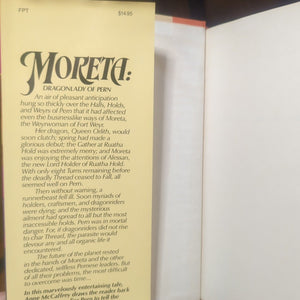 FPT
$14.95
MORETA:
DRAGONLADY OF PERN
An air of pleasant anticipation
hung so thickly over the Halls, Holds,
and Weyrs of Pern that it had affected
even the businesslike ways of Moreta,
the Weyrwoman of Fort Weyr.
Her dragon, Queen Orlith, would
soon clutch; spring had made a
glorious debut; the Gather at Ruatha
Hold was extremely merry; and Moreta
was enjoying the attentions of Alessan,
the new Lord Holder of Ruatha Hold.
With only eight Turns remaining before
the deadly Thread ceased to Fall, all
seemed well on Pern.
Then without warning, a
runnerbeast fell ill. Soon myriads of
holders, craftsmen, and dragonriders
were dying; and the mysterious
ailment had spread to all but the most
inaccessible holds. Pern was in mortal
danger. For, if dragonriders did not rise
to char Thread, the parasite would
devour any and all organic life it
encountered.
The future of the planet rested
in the hands of Moreta and the other
dedicated, selfless Pernese leaders. But
of all their problems, the most difficult
to overcome was time...
In this marvelously entertaining tale,
Anne McCaffrey draws the reader back
to tell the